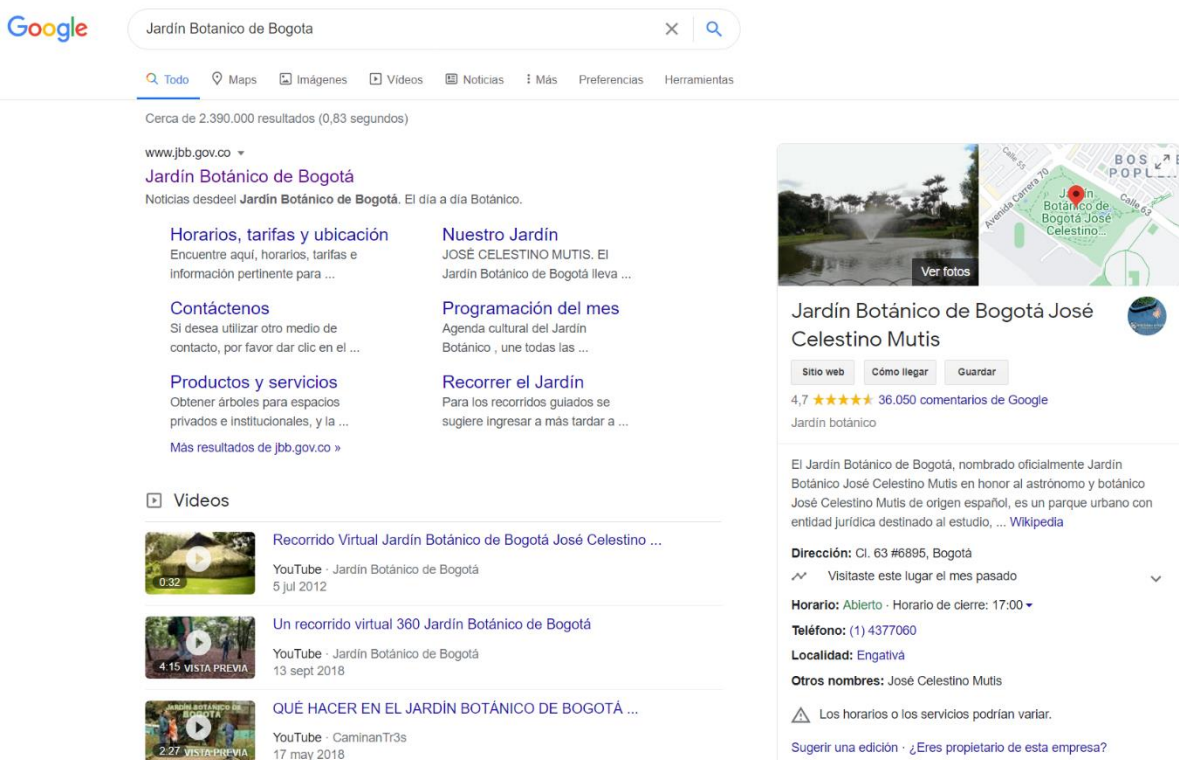 Google
Jardín Botanico de Bogota
Todo Maps Imágenes Vídeos Noticias Más Preferencias Herramientas
Cerca de 2.390.000 resultados (0,83 segundos)
www.jbb.gov.co
Jardín Botánico de Bogotá
Noticias desdeel Jardín Botánico de Bogotá. El día a día Botánico.
Horarios, tarifas y ubicación
Encuentre aquí, horarios, tarifas e
información pertinente para ...
Nuestro Jardín
JOSÉ CELESTINO MUTIS. El
Jardín Botánico de Bogotá lleva ...
Contáctenos
Si desea utilizar otro medio de
contacto, por favor dar clic en el ...
Programación del mes
Agenda cultural del Jardín
Botánico , une todas las ...
Productos y servicios
Obtener árboles para espacios
privados e institucionales, y la ...
Recorrer el Jardín
Para los recorridos guiados se
sugiere ingresar a más tardar a ...
Más resultados de jbb.gov.co »
Videos
Recorrido Virtual Jardín Botánico de Bogotá José Celestino ...
YouTube · Jardín Botánico de Bogotá
5 jul 2012
0:32
Un recorrido virtual 360 Jardín Botánico de Bogotá
YouTube · Jardín Botánico de Bogotá
13 sept 2018
4:15 VISTA PREVIA
QUÉ HACER EN EL JARDÍN BOTÁNICO DE BOGOTÁ ...
YouTube · CaminanTr3s
17 may 2018
JARDÍN BOTÁNICO DE
BOGOTÁ
2:27 VISTA PREVIA
Ver fotos
Calle 55
Avenida Carrera 70
Calle 63
Botánico de
Bogotá José
Celestino...
Jardín Botánico de Bogotá José
Celestino Mutis
Sitio web Cómo llegar Guardar
4,7 36.050 comentarios de Google
Jardín botánico
El Jardín Botánico de Bogotá, nombrado oficialmente Jardín
Botánico José Celestino Mutis en honor al astrónomo y botánico
José Celestino Mutis de origen español, es un parque urbano con
entidad jurídica destinado al estudio, ... Wikipedia
Dirección: Cl. 63 #6895, Bogotá
Visitaste este lugar el mes pasado
Horario: Abierto · Horario de cierre: 17:00
Teléfono: (1) 4377060
Localidad: Engativá
Otros nombres: José Celestino Mutis
Los horarios o los servicios podrían variar.
Sugerir una edición · ¿Eres propietario de esta empresa?